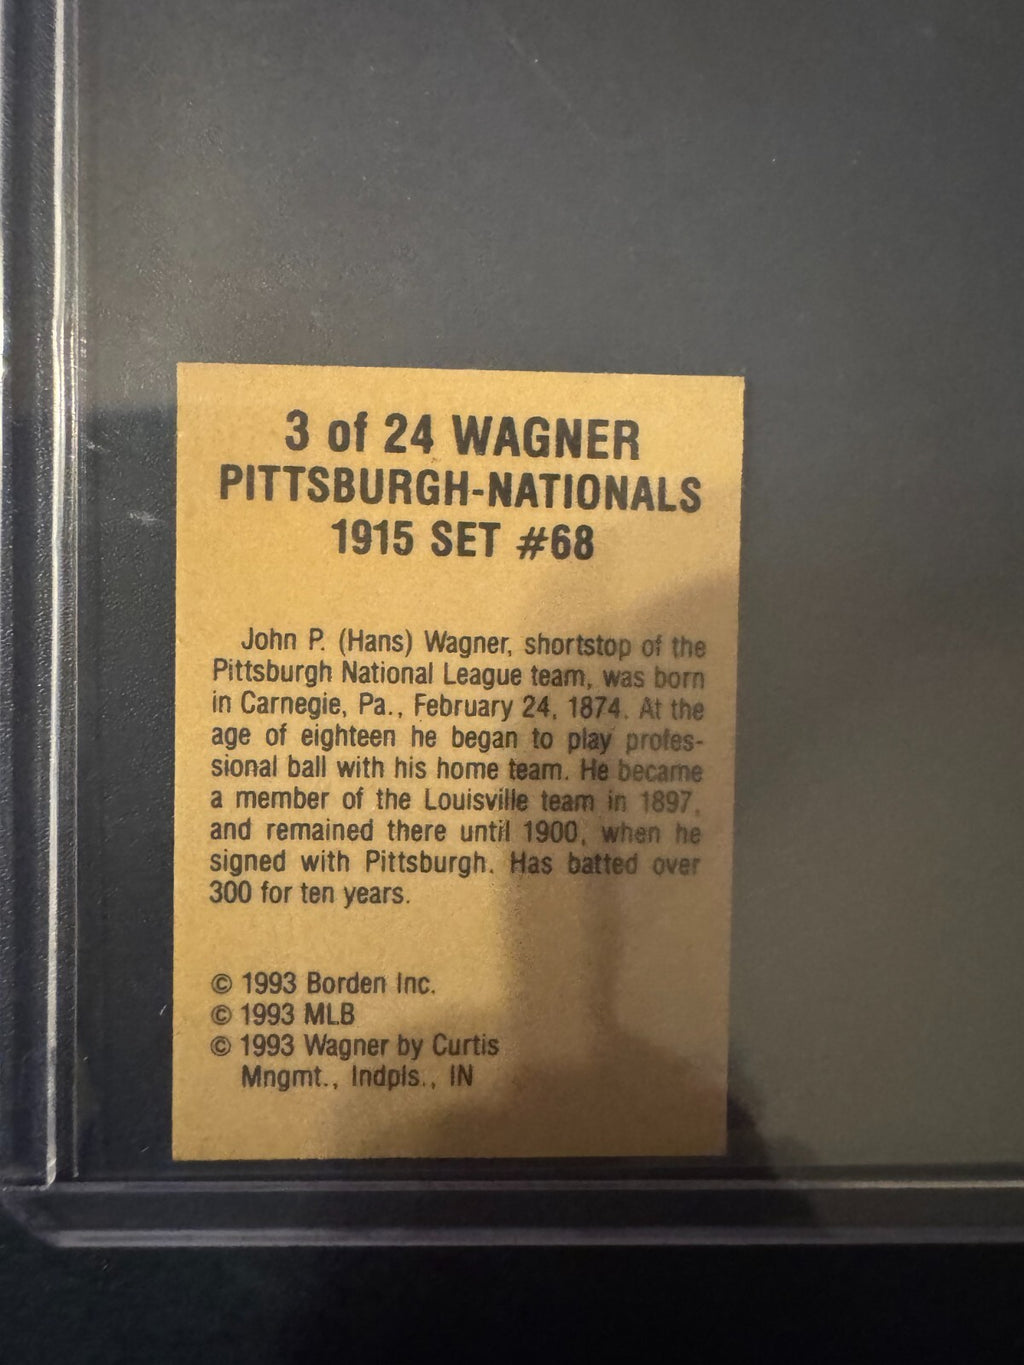 3 of 24 WAGNER
PITTSBURGH-NATIONALS
1915 SET #68
John P. (Hans) Wagner, shortstop of the
Pittsburgh National League team, was born
in Carnegie, Pa., February 24, 1874. At the
age of eighteen he began to play profes-
sional ball with his home team. He became
a member of the Louisville team in 1897,
and remained there until 1900, when he
signed with Pittsburgh. Has batted over
300 for ten years.
© 1993 Borden Inc.
© 1993 MLB
© 1993 Wagner by Curtis
Mngmt., Indpls., IN